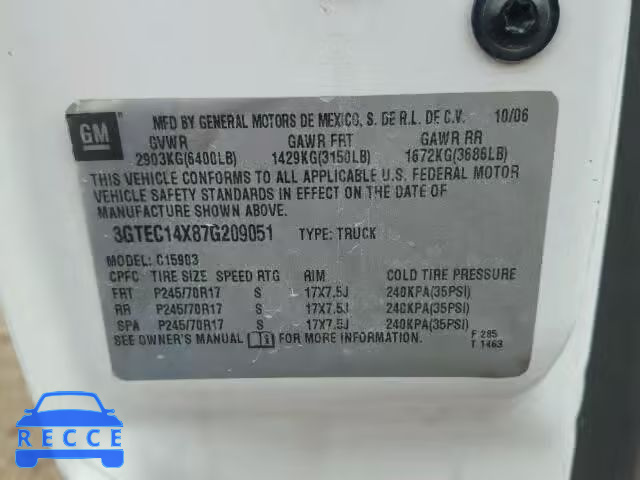 GM
MFD BY GENERAL MOTORS DE MEXICO, S. DE R.L. DE C.V. 10/06
GVWR GAWR FRT GAWR RR
2903KG(6400LB) 1429KG(3150LB) 1672KG(3686LB)
THIS VEHICLE CONFORMS TO ALL APPLICABLE U.S. FEDERAL MOTOR
VEHICLE SAFETY STANDARDS IN EFFECT ON THE DATE OF
MANUFACTURE SHOWN ABOVE.
3GTEC14X87G209051 TYPE: TRUCK
MODEL: C15903
CPFC TIRE SIZE SPEED RTG RIM COLD TIRE PRESSURE
FRT P245/70R17 S 17X7.5J 240KPA(35PSI)
RR P245/70R17 S 17X7.5J 240KPA(35PSI)
SPA P245/70R17 S 17X7.5J 240KPA(35PSI)
SEE OWNER'S MANUAL FOR MORE INFORMATION. F 285
T 1463
RECCE